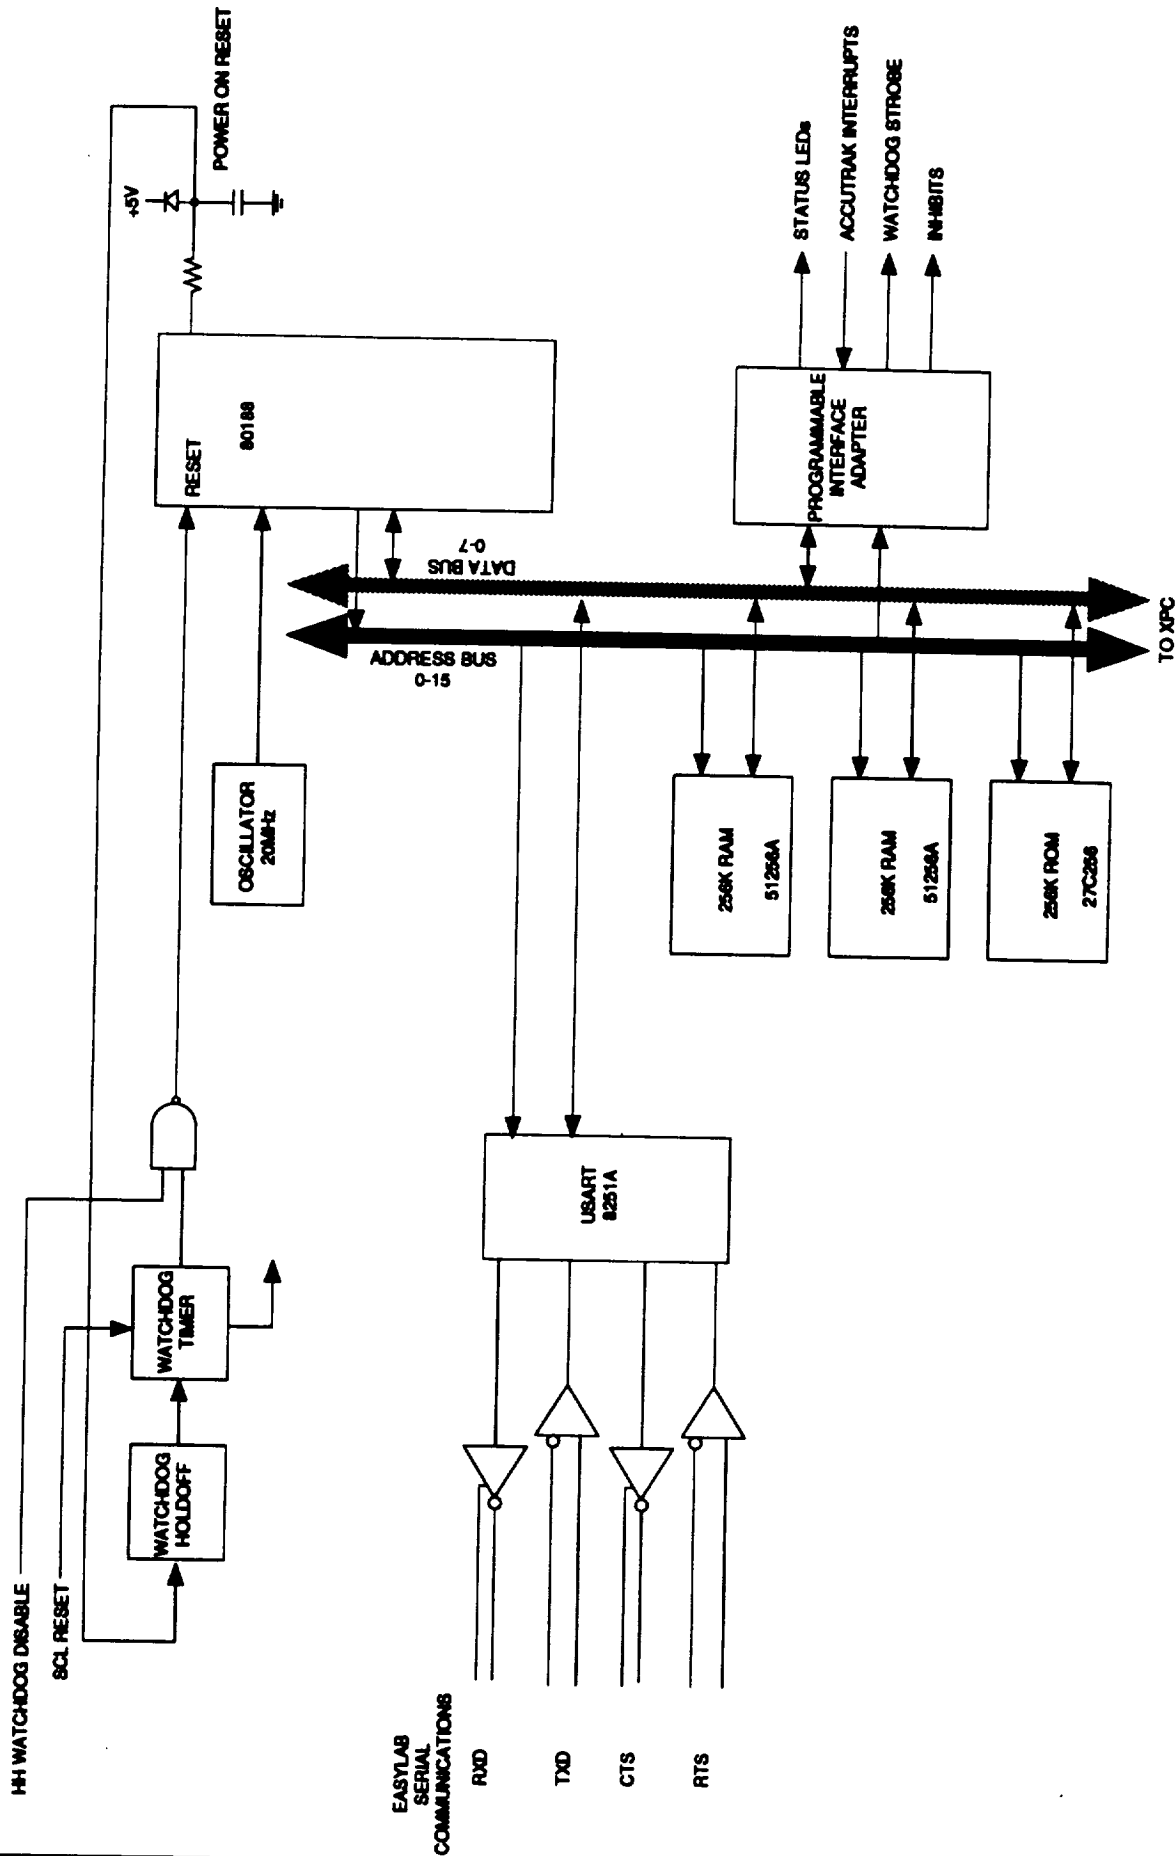 HH WATCHDOG DISABLE
SCL RESET
WATCHDOG
HOLDOFF
WATCHDOG
TIMER
OSCILLATOR
20MHz
RESET
80188
+5V
POWER ON RESET
ADDRESS BUS
0-15
DATA BUS
0-7
EASYLAB
SERIAL
COMMUNICATIONS
RXD
TXD
CTS
RTS
USART
8251A
256K RAM
51256A
256K RAM
51256A
256K ROM
27C256
PROGRAMMABLE
INTERFACE
ADAPTER
STATUS LEDs
ACCUTRAK INTERRUPTS
WATCHDOG STROBE
INHIBITS
TO XPC